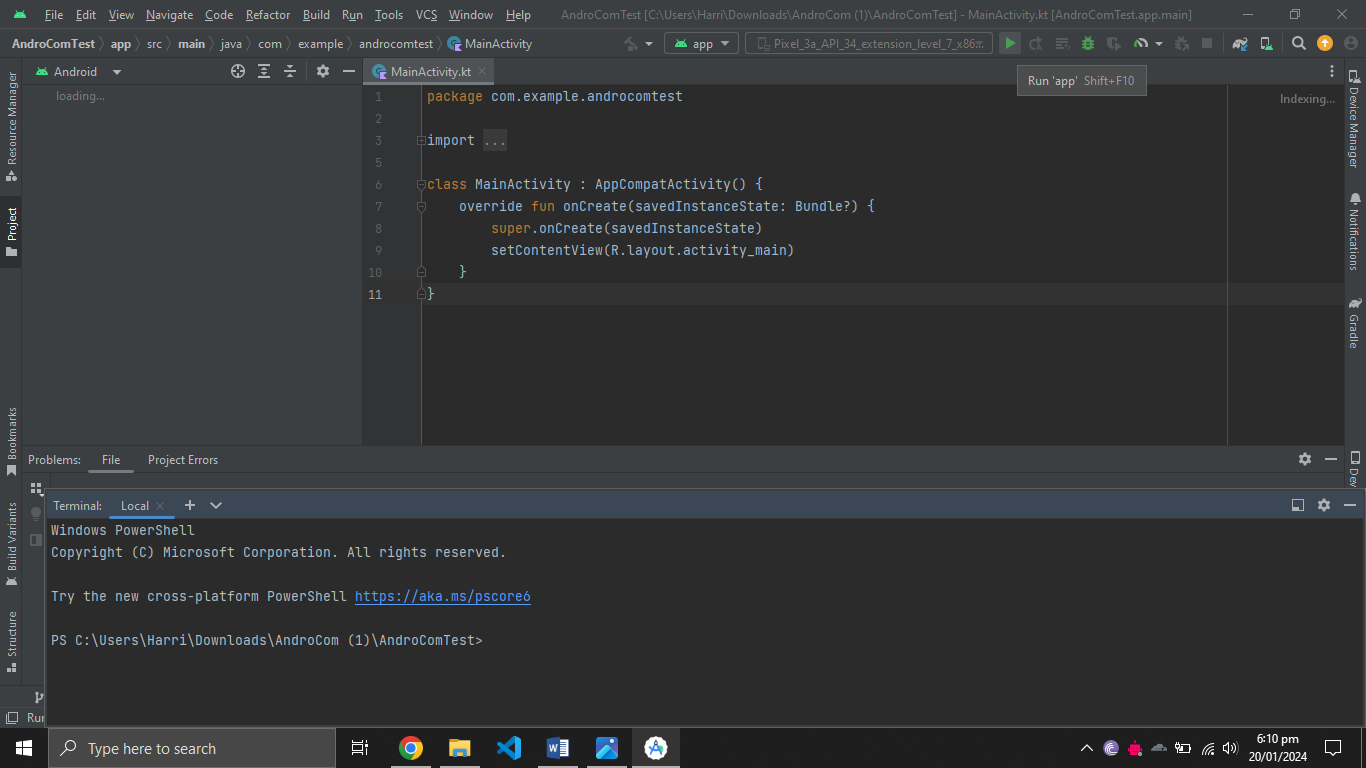 File Edit View Navigate Code Refactor Build Run Tools VCS Window Help AndroComTest [C:\Users\Harri\Downloads\AndroCom (1)\AndroComTest] - MainActivity.kt [AndroComTest.app.main]
AndroComTest app src main java com example androcomtest MainActivity app Pixel_3a_API_34_extension_level_7_x86
Run 'app' Shift+F10
Android MainActivity.kt
loading...
Indexing...
1 package com.example.androcomtest
2
3 import ...
5
6 class MainActivity : AppCompatActivity() {
7 override fun onCreate(savedInstanceState: Bundle?) {
8 super.onCreate(savedInstanceState)
9 setContentView(R.layout.activity_main)
10 }
11 }
Resource Manager
Project
Bookmarks
Build Variants
Structure
Device Manager
Notifications
Gradle
Problems: File Project Errors
Terminal: Local
Windows PowerShell
Copyright (C) Microsoft Corporation. All rights reserved.
Try the new cross-platform PowerShell https://aka.ms/pscore6
PS C:\Users\Harri\Downloads\AndroCom (1)\AndroComTest>
Type here to search
6:10 pm
20/01/2024